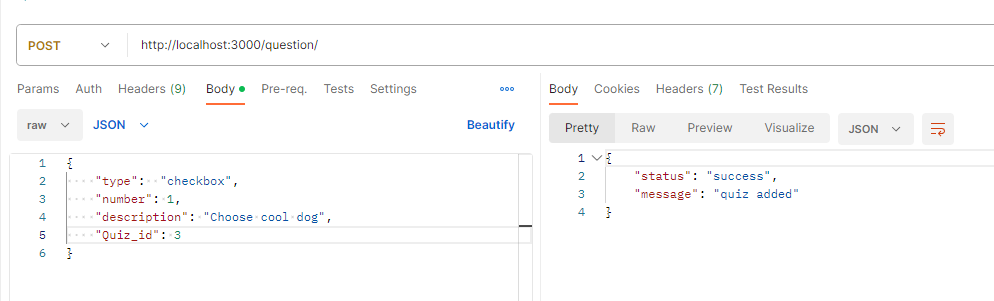 POST http://localhost:3000/question/
Params Auth Headers (9) Body Pre-req. Tests Settings
raw JSON Beautify
1 {
2 "type": "checkbox",
3 "number": 1,
4 "description": "Choose cool dog",
5 "Quiz_id": 3
6 }
Body Cookies Headers (7) Test Results
Pretty Raw Preview Visualize JSON
1 {
2 "status": "success",
3 "message": "quiz added"
4 }